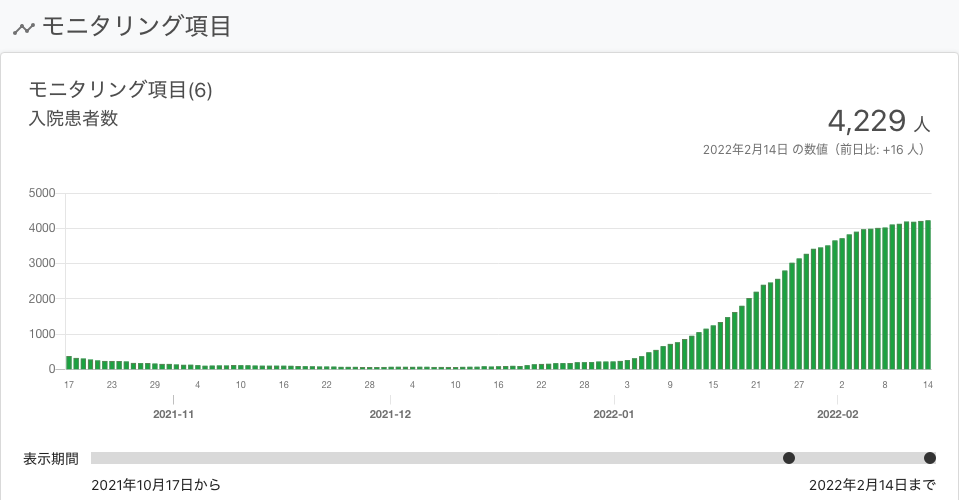 モニタリング項目
モニタリング項目(6)
入院患者数
4,229 人
2022年2月14日 の数値（前日比: +16 人）
5000
4000
3000
2000
1000
0
17 23 29 4 10 16 22 28 4 10 16 22 28 3 9 15 21 27 2 8 14
2021-11 2021-12 2022-01 2022-02
表示期間
2021年10月17日から 2022年2月14日まで